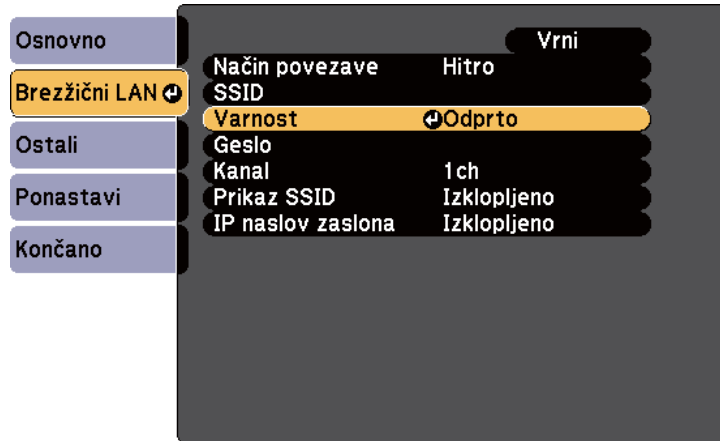 Osnovno
Brezžični LAN
Ostali
Ponastavi
Končano
Vrni
Način povezave Hitro
SSID
Varnost Odprto
Geslo
Kanal 1ch
Prikaz SSID Izklopljeno
IP naslov zaslona Izklopljeno